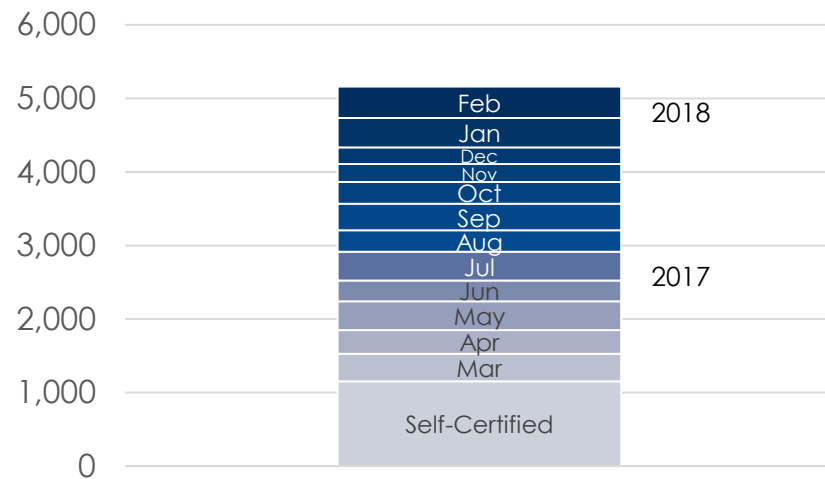 6,000
5,000
Feb
2018
Jan
Dec
4,000
Nov
Oct
Sep
3,000
Aug
Jul
2017
Jun
2,000
May
Apr
Mar
1,000
Self-Certified
0